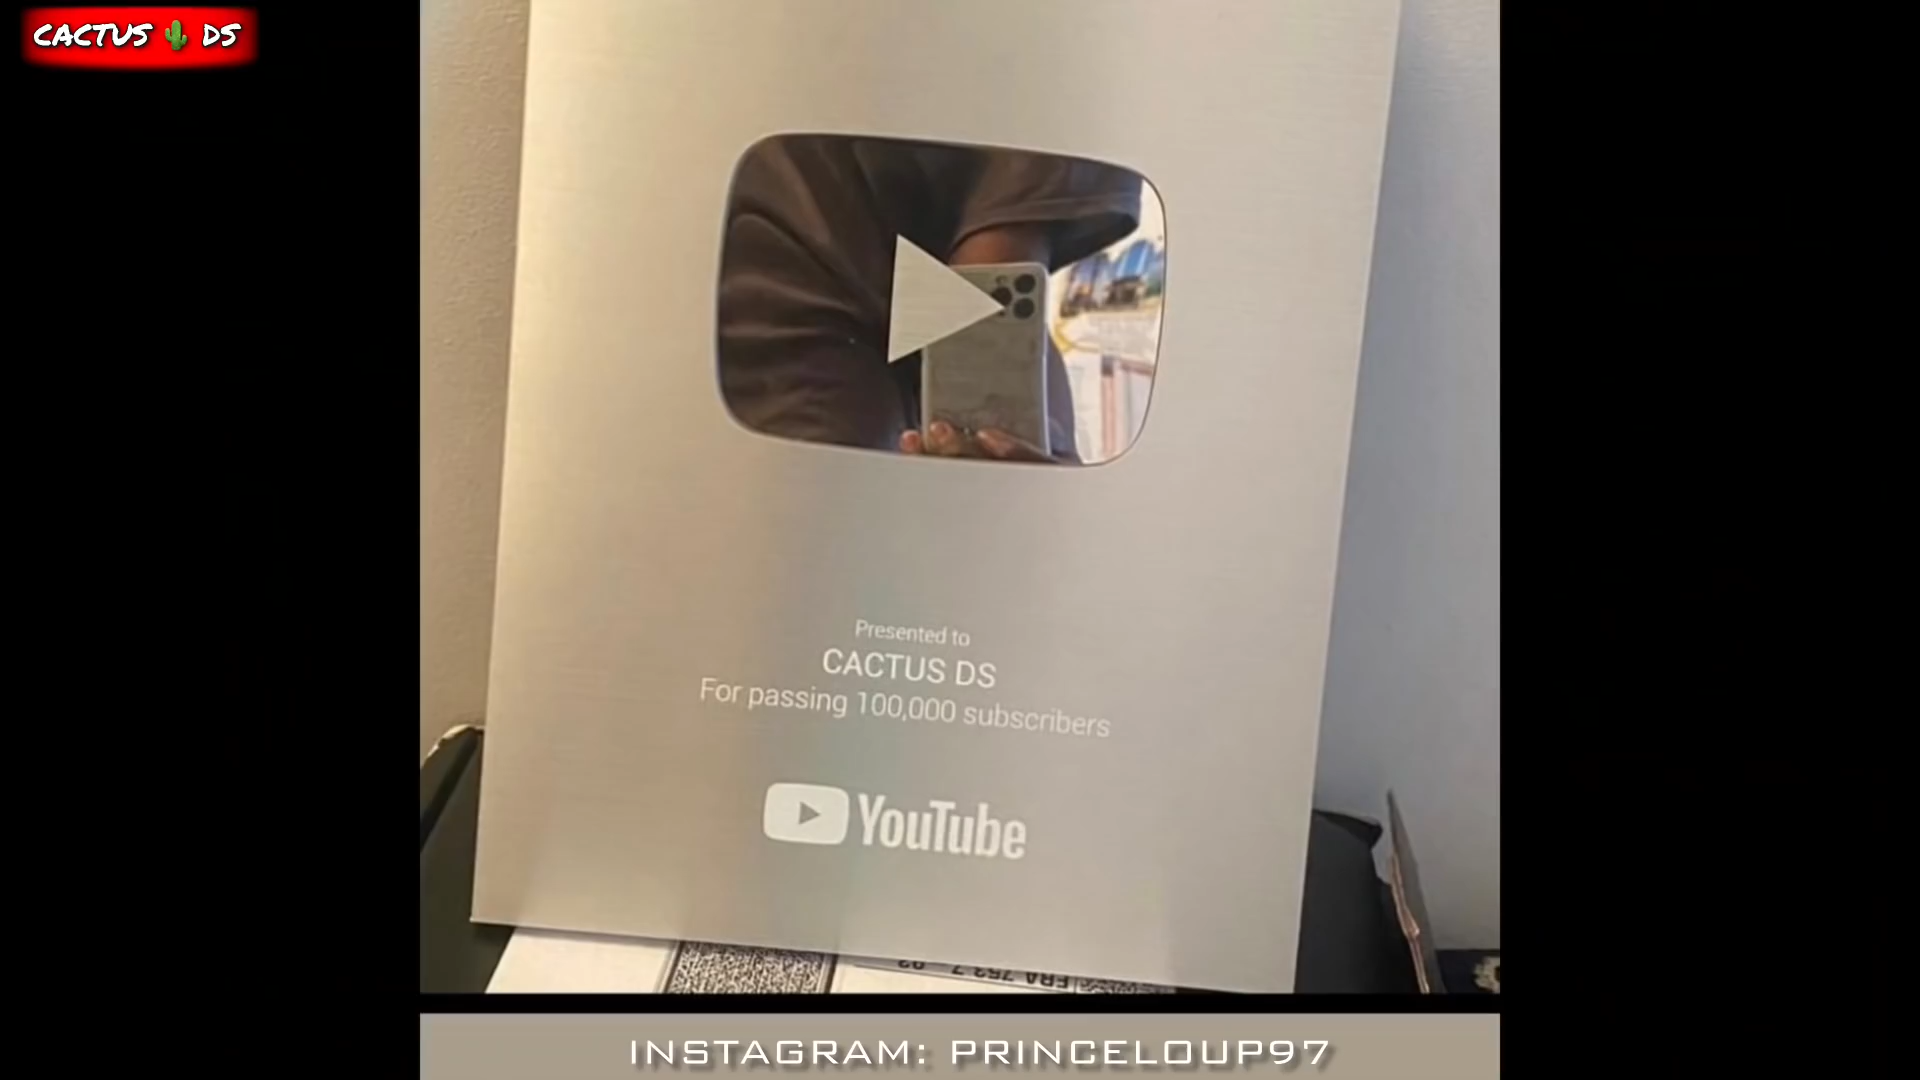 CACTUS 🌵 DS
Presented to
CACTUS DS
For passing 100,000 subscribers
YouTube
INSTAGRAM: PRINCELOUP97